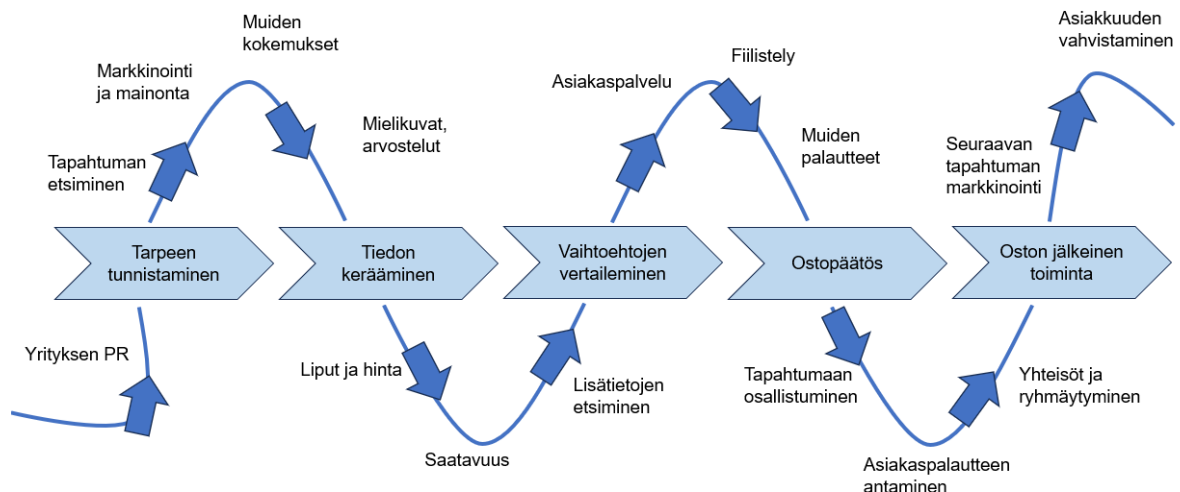 Yrityksen PR
Tarpeen
tunnistaminen
Tapahtuman
etsiminen
Markkinointi
ja mainonta
Muiden
kokemukset
Mielikuvat,
arvostelut
Tiedon
kerääminen
Liput ja hinta
Saatavuus
Lisätietojen
etsiminen
Vaihtoehtojen
vertaileminen
Asiakaspalvelu
Fiilistely
Muiden
palautteet
Ostopäätös
Tapahtumaan
osallistuminen
Asiakaspalautteen
antaminen
Yhteisöt ja
ryhmäytyminen
Oston jälkeinen
toiminta
Seuraavan
tapahtuman
markkinointi
Asiakkuuden
vahvistaminen